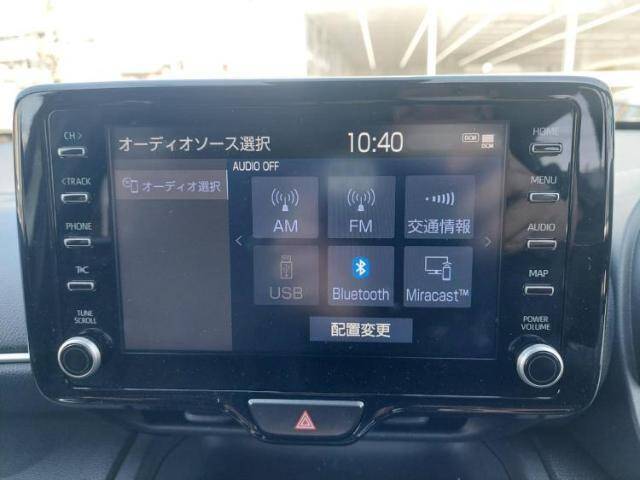 CH>
<TRACK
PHONE
TUNE
SCROLL
オーディオソース選択
10:40
DCM
DCM
AUDIO OFF
オーディオ選択
AM
FM
交通情報
USB
Bluetooth
Miracast™
配置変更
HOME
MENU
AUDIO
MAP
POWER
VOLUME